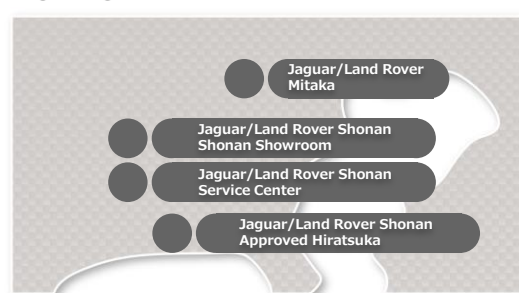 Jaguar/Land Rover
Mitaka
Jaguar/Land Rover Shonan
Shonan Showroom
Jaguar/Land Rover Shonan
Service Center
Jaguar/Land Rover Shonan
Approved Hiratsuka